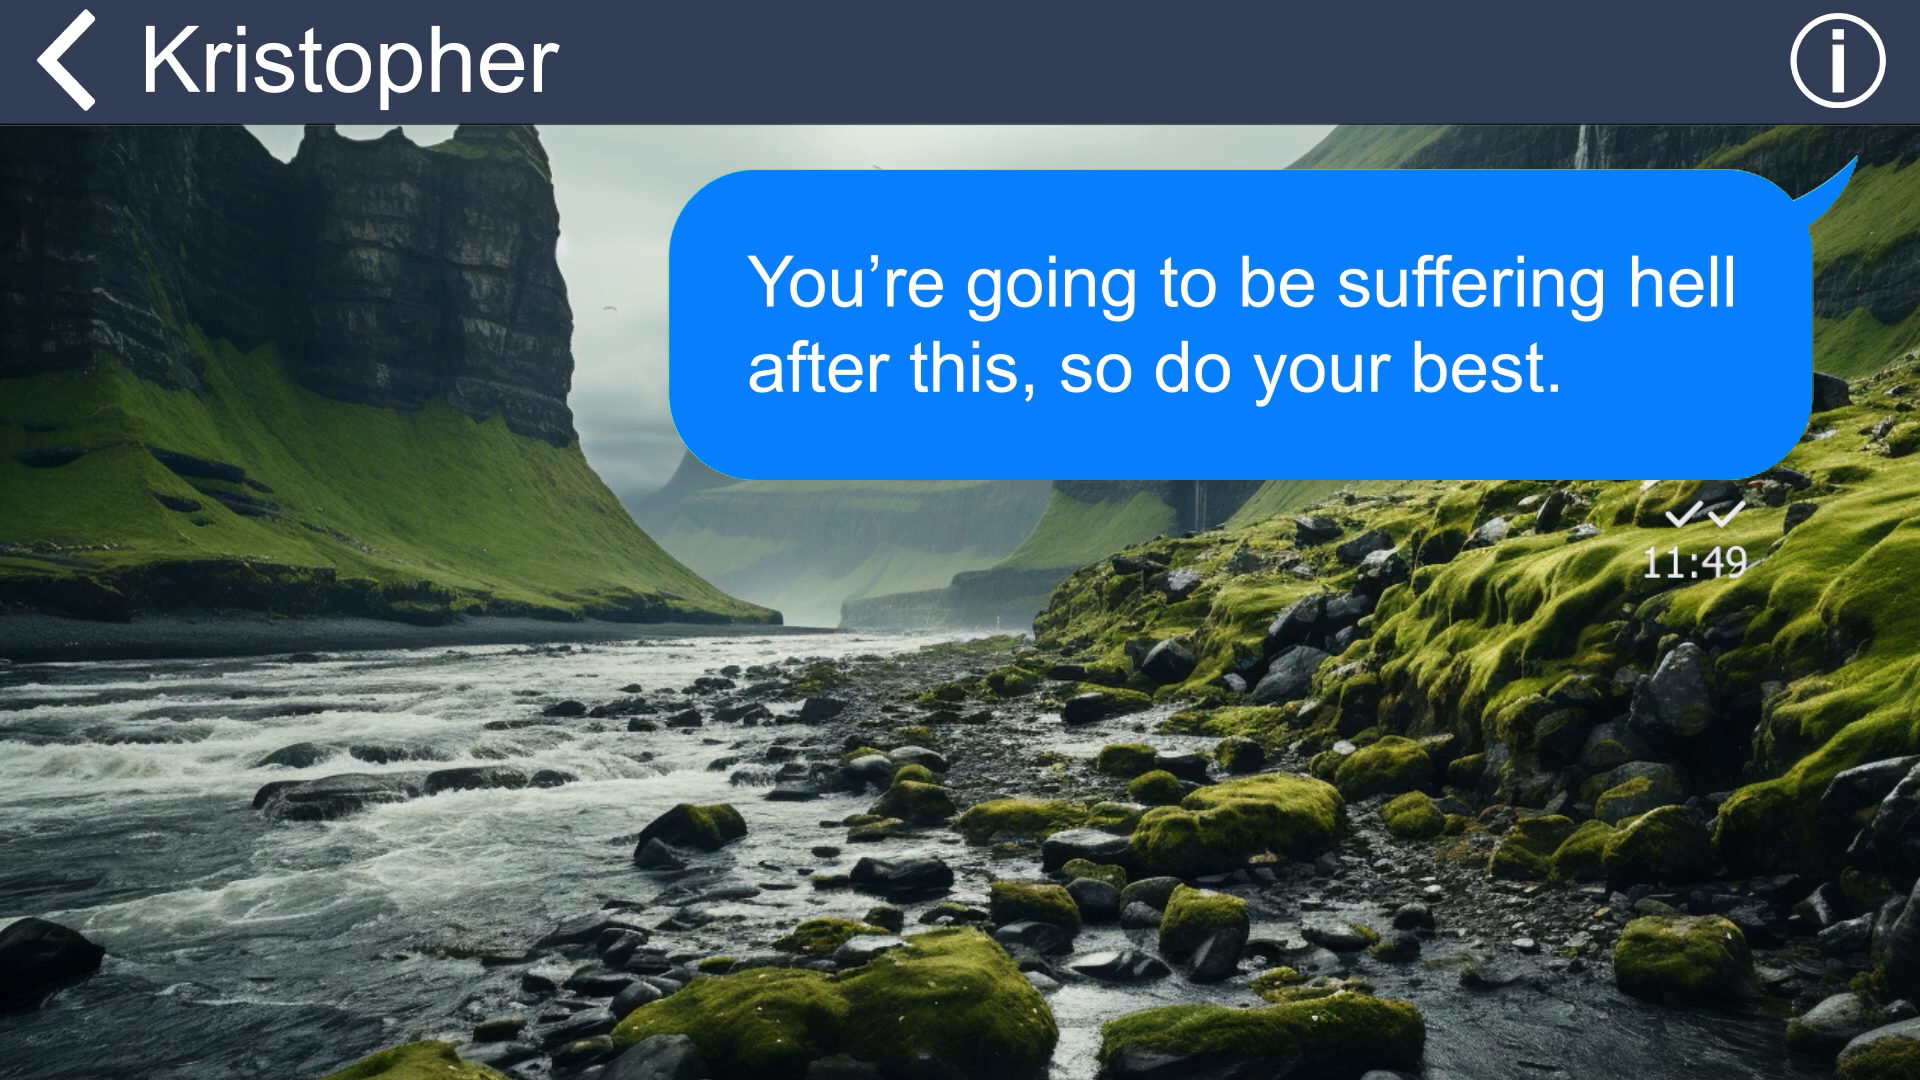 Kristopher
You’re going to be suffering hell
after this, so do your best.
11:49